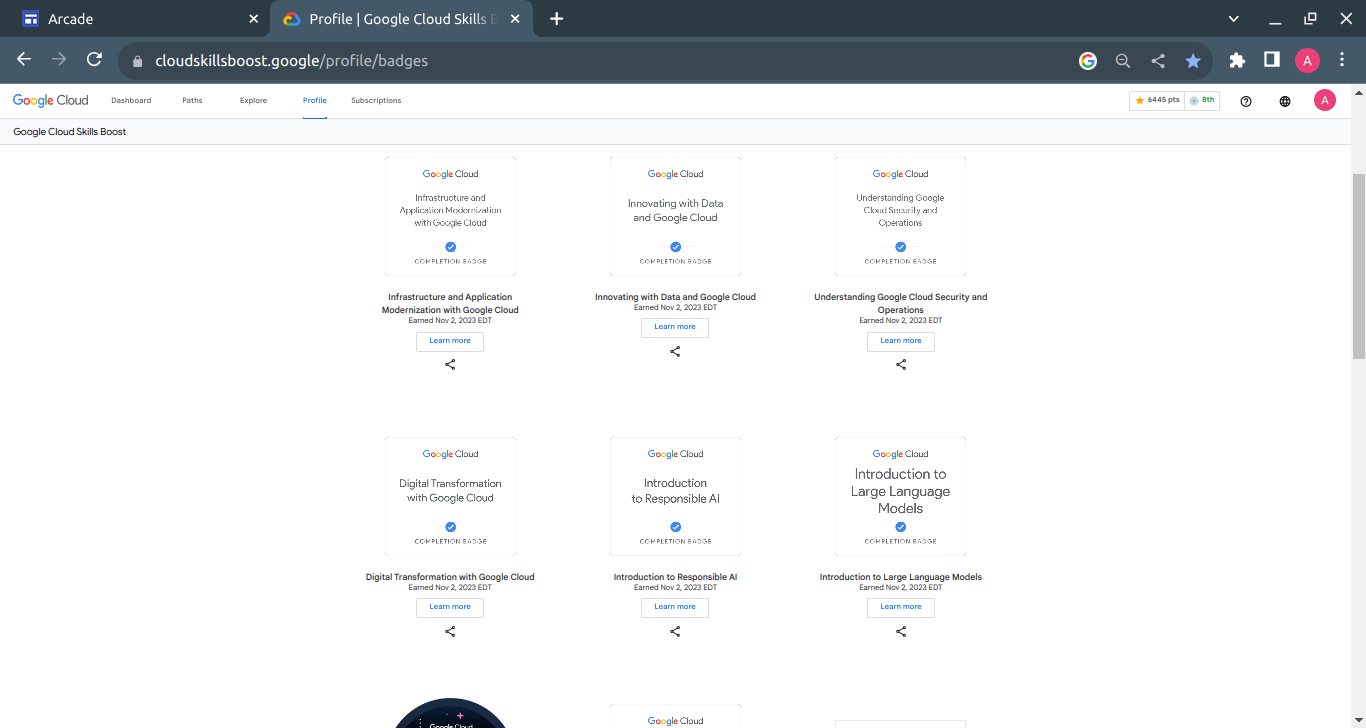 Arcade
Profile | Google Cloud Skills B
cloudskillsboost.google/profile/badges
A
Google Cloud
Dashboard
Paths
Explore
Profile
Subscriptions
6445 pts
8th
A
Google Cloud Skills Boost
Google Cloud
Infrastructure and
Application Modernization
with Google Cloud
COMPLETION BADGE
Infrastructure and Application
Modernization with Google Cloud
Earned Nov 2, 2023 EDT
Learn more
Google Cloud
Innovating with Data
and Google Cloud
COMPLETION BADGE
Innovating with Data and Google Cloud
Earned Nov 2, 2023 EDT
Learn more
Google Cloud
Understanding Google
Cloud Security and
Operations
COMPLETION BADGE
Understanding Google Cloud Security and
Operations
Earned Nov 2, 2023 EDT
Learn more
Google Cloud
Digital Transformation
with Google Cloud
COMPLETION BADGE
Digital Transformation with Google Cloud
Earned Nov 2, 2023 EDT
Learn more
Google Cloud
Introduction
to Responsible AI
COMPLETION BADGE
Introduction to Responsible AI
Earned Nov 2, 2023 EDT
Learn more
Google Cloud
Introduction to
Large Language
Models
COMPLETION BADGE
Introduction to Large Language Models
Earned Nov 2, 2023 EDT
Learn more
Google Cloud
Google Cloud